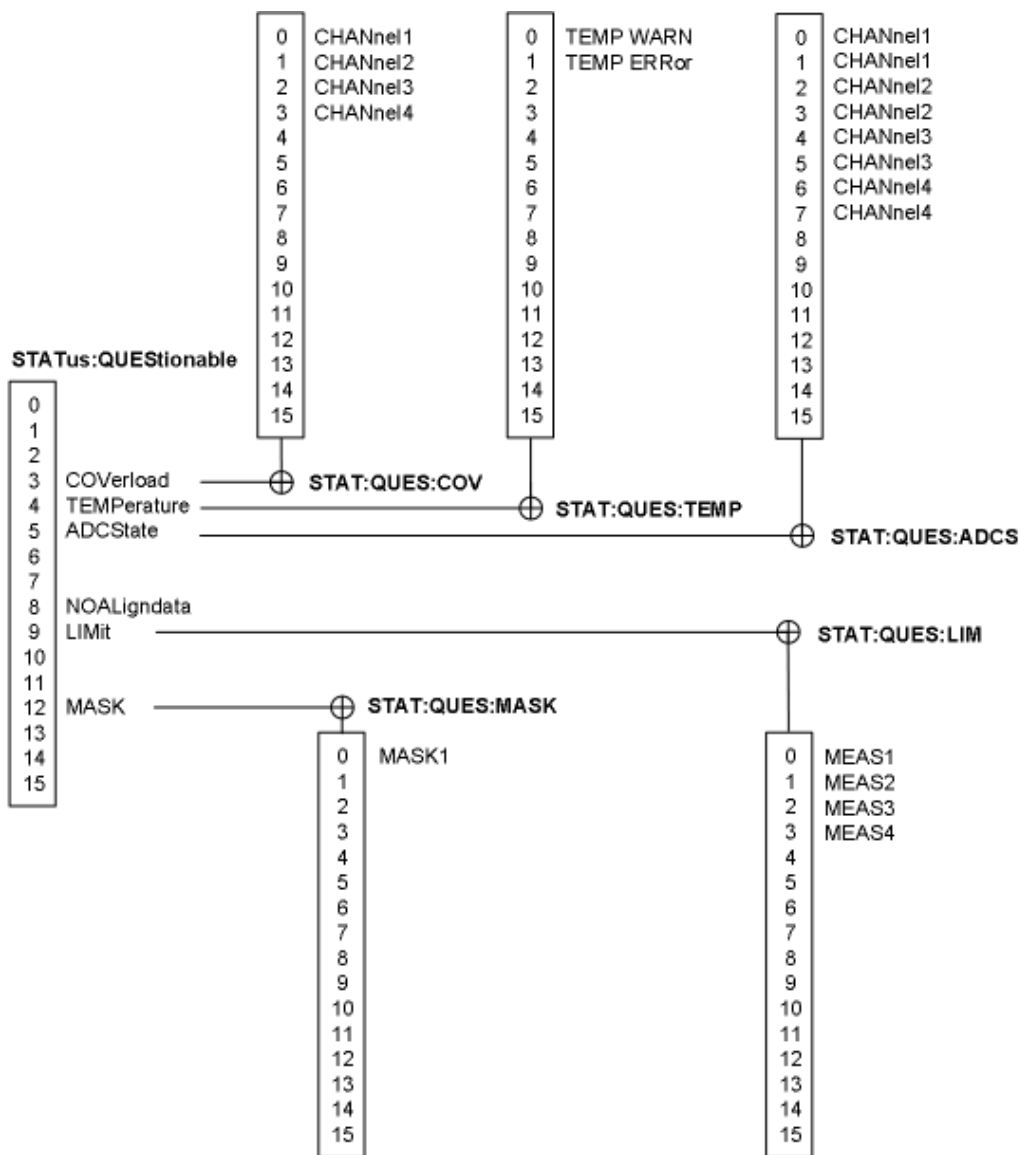 0 CHANnel1
1 CHANnel2
2 CHANnel3
3 CHANnel4
4
5
6
7
8
9
10
11
12
13
14
15
0 TEMP WARN
1 TEMP ERRor
2
3
4
5
6
7
8
9
10
11
12
13
14
15
0 CHANnel1
1 CHANnel1
2 CHANnel2
3 CHANnel2
4 CHANnel3
5 CHANnel3
6 CHANnel4
7 CHANnel4
8
9
10
11
12
13
14
15
STATus:QUEStionable
0
1
2
3 COVerload
4 TEMPerature
5 ADCState
6
7
8 NOALigndata
9 LIMit
10
11
12 MASK
13
14
15
STAT:QUES:COV
STAT:QUES:TEMP
STAT:QUES:ADCS
STAT:QUES:LIM
STAT:QUES:MASK
0 MASK1
1
2
3
4
5
6
7
8
9
10
11
12
13
14
15
0 MEAS1
1 MEAS2
2 MEAS3
3 MEAS4
4
5
6
7
8
9
10
11
12
13
14
15